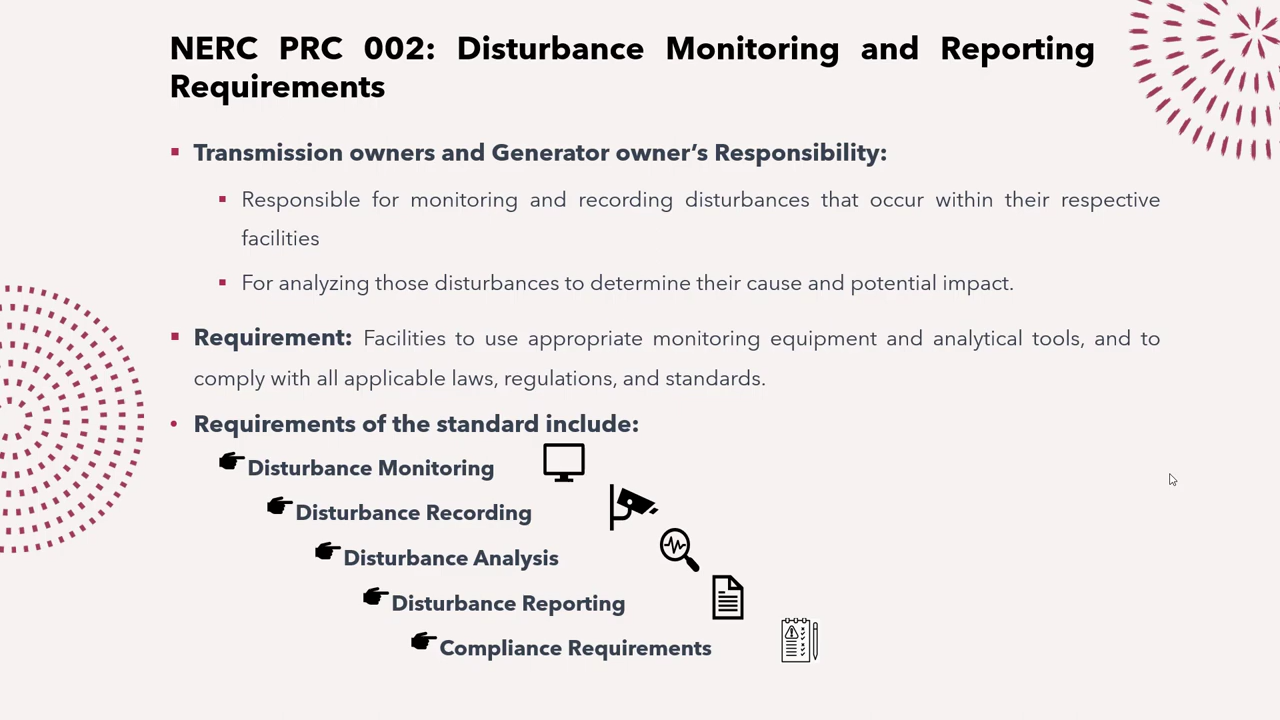 NERC PRC 002: Disturbance Monitoring and Reporting
Requirements
Transmission owners and Generator owner’s Responsibility:
Responsible for monitoring and recording disturbances that occur within their respective
facilities
For analyzing those disturbances to determine their cause and potential impact.
Requirement: Facilities to use appropriate monitoring equipment and analytical tools, and to
comply with all applicable laws, regulations, and standards.
Requirements of the standard include:
Disturbance Monitoring
Disturbance Recording
Disturbance Analysis
Disturbance Reporting
Compliance Requirements